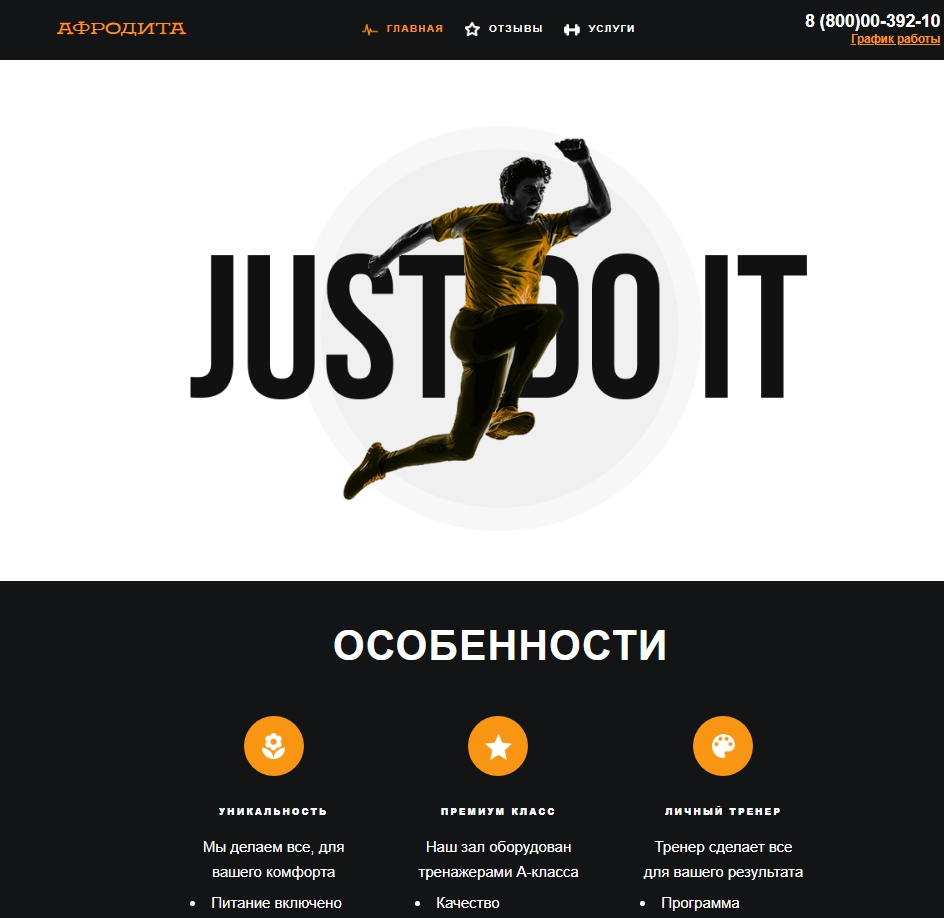 АФРОДИТА
ГЛАВНАЯ
ОТЗЫВЫ
УСЛУГИ
8 (800)00-392-10
График работы
JUST DO IT
ОСОБЕННОСТИ
УНИКАЛЬНОСТЬ
Мы делаем все, для
вашего комфорта
• Питание включено
ПРЕМИУМ КЛАСС
Наш зал оборудован
тренажерами А-класса
• Качество
ЛИЧНЫЙ ТРЕНЕР
Тренер сделает все
для вашего результата
• Программа